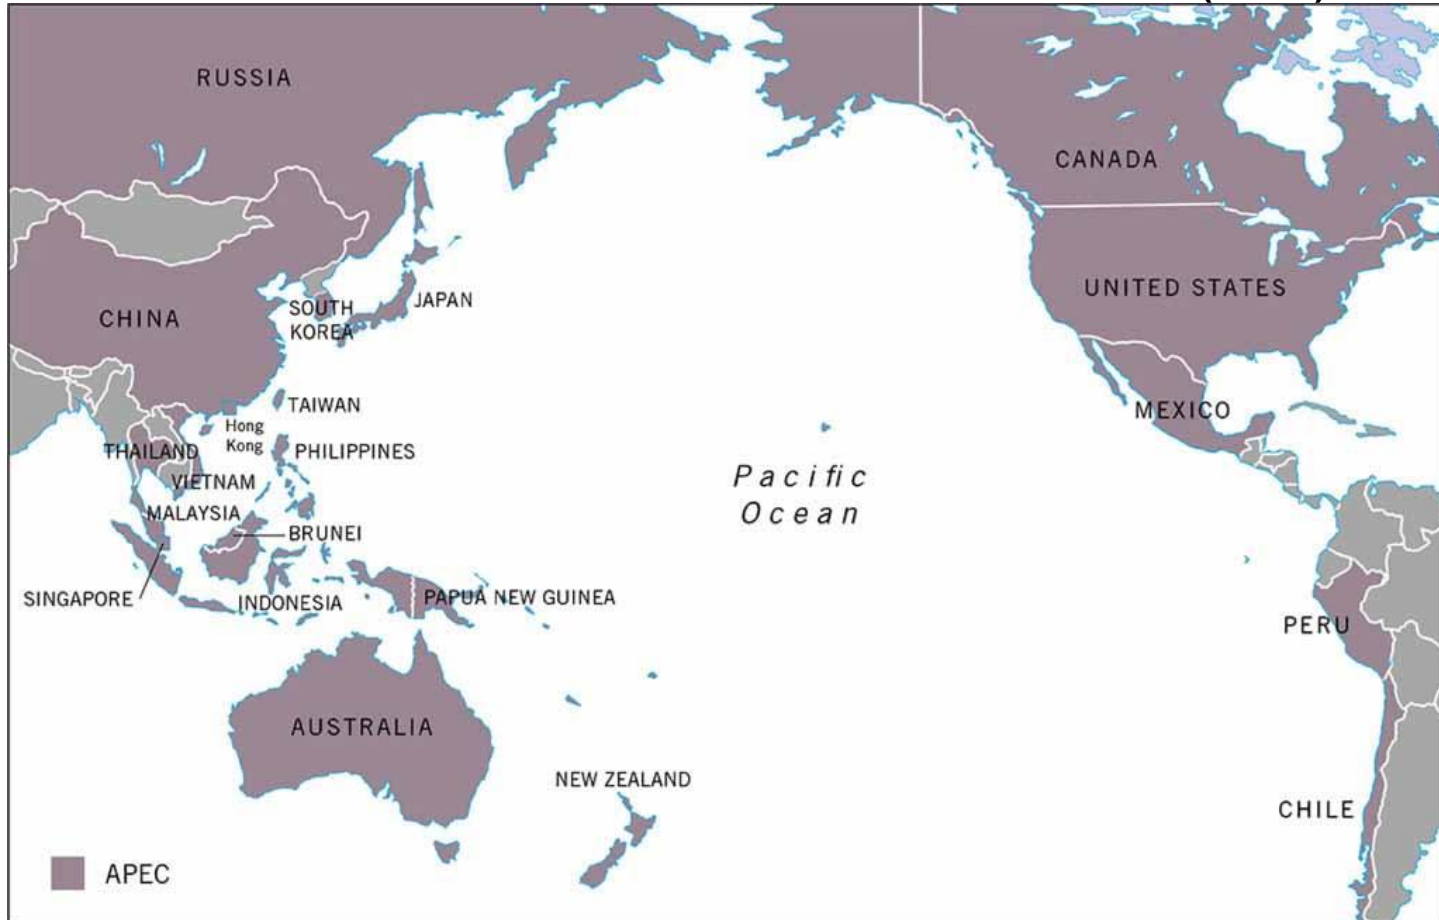 RUSSIA
CANADA
UNITED STATES
CHINA
SOUTH
KOREA
JAPAN
TAIWAN
Hong
Kong
MEXICO
THAILAND
PHILIPPINES
VIETNAM
Pacific
Ocean
MALAYSIA
BRUNEI
SINGAPORE
INDONESIA
PAPUA NEW GUINEA
PERU
AUSTRALIA
NEW ZEALAND
CHILE
APEC